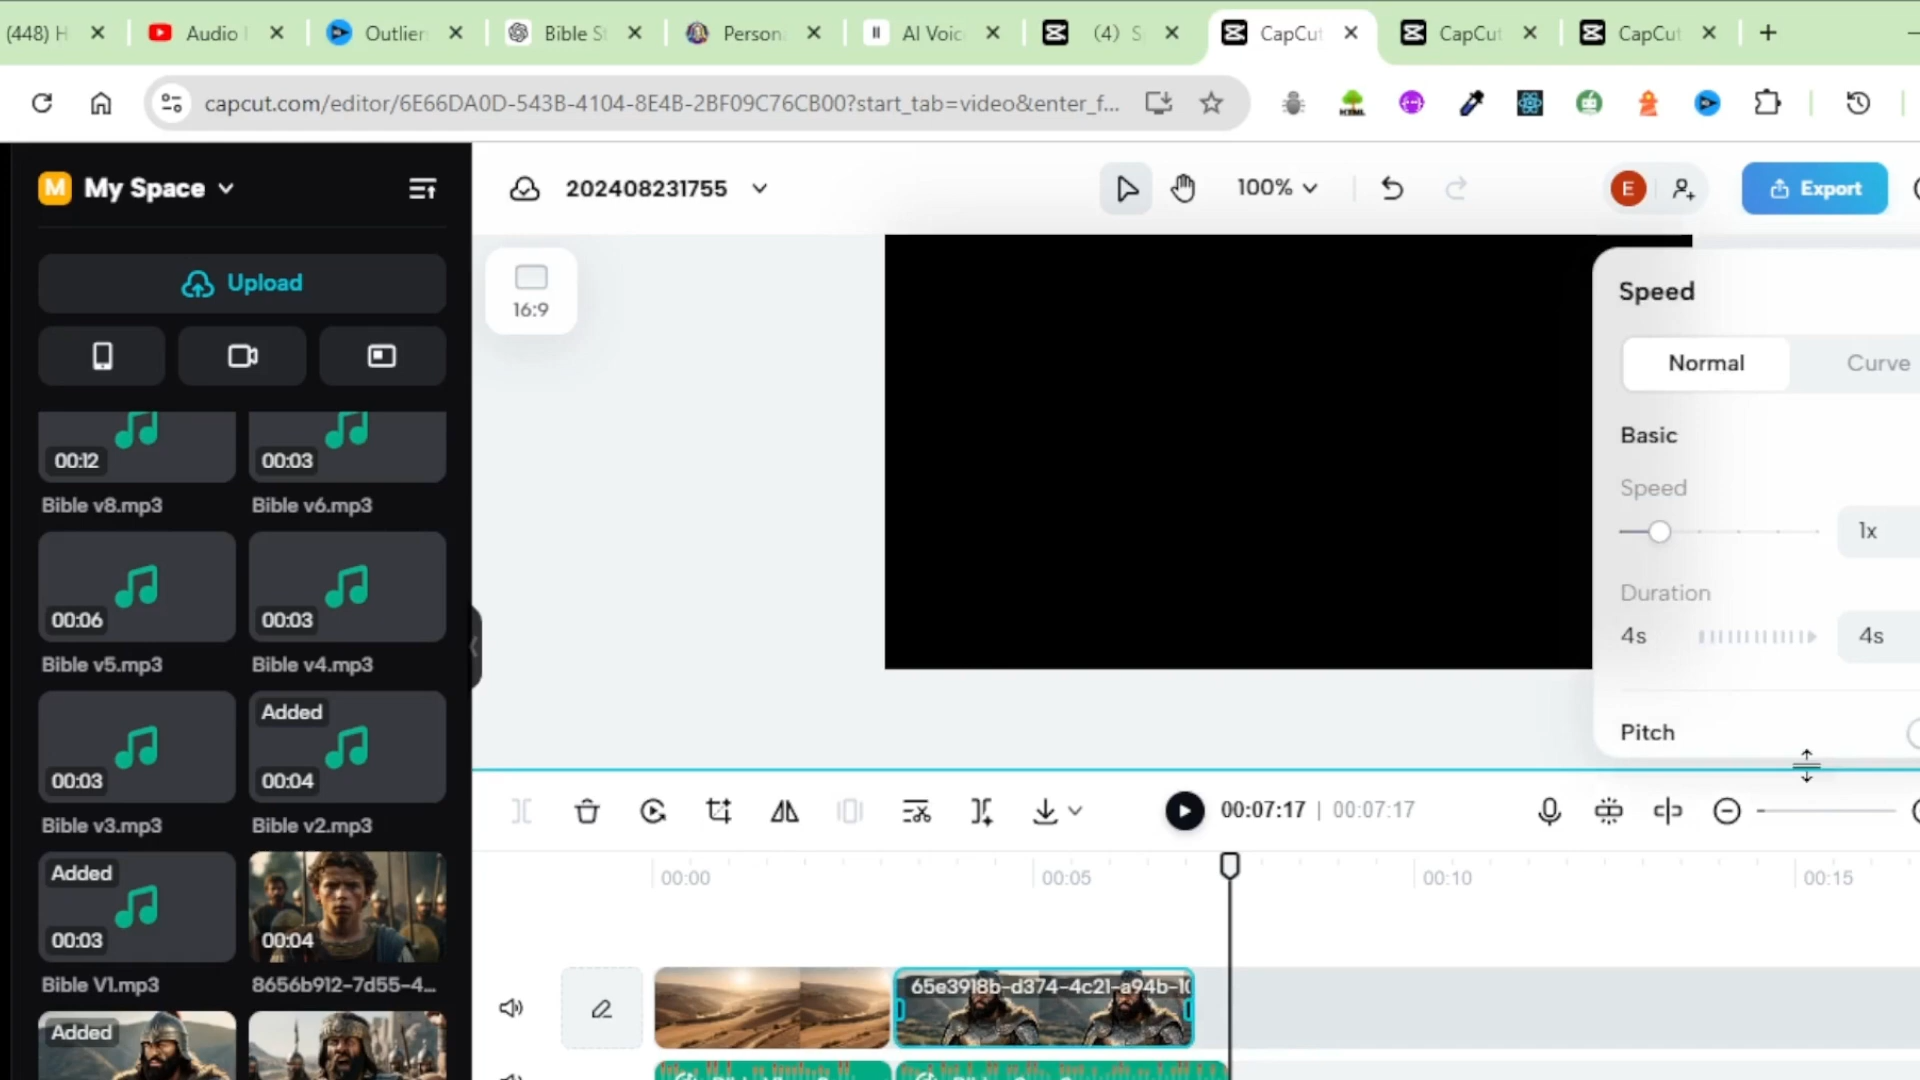 (448) H
Audio
Outlier
Bible St
Person
AI Voic
(4) S
CapCut
CapCut
CapCut
capcut.com/editor/6E66DA0D-543B-4104-8E4B-2BF09C76CB00?start_tab=video&enter_f...
M My Space
202408231755
100%
E
Export
Upload
16:9
Speed
Normal Curve
Basic
Speed
1x
Duration
4s 4s
Pitch
00:12 00:03
Bible v8.mp3 Bible v6.mp3
00:06 00:03
Bible v5.mp3 Bible v4.mp3
Added
00:03 00:04
Bible v3.mp3 Bible v2.mp3
Added
00:03 00:04
Bible V1.mp3 8656b912-7d55-4...
Added
00:07:17 | 00:07:17
00:00 00:05 00:10 00:15
65e3918b-d374-4c21-a94b-10